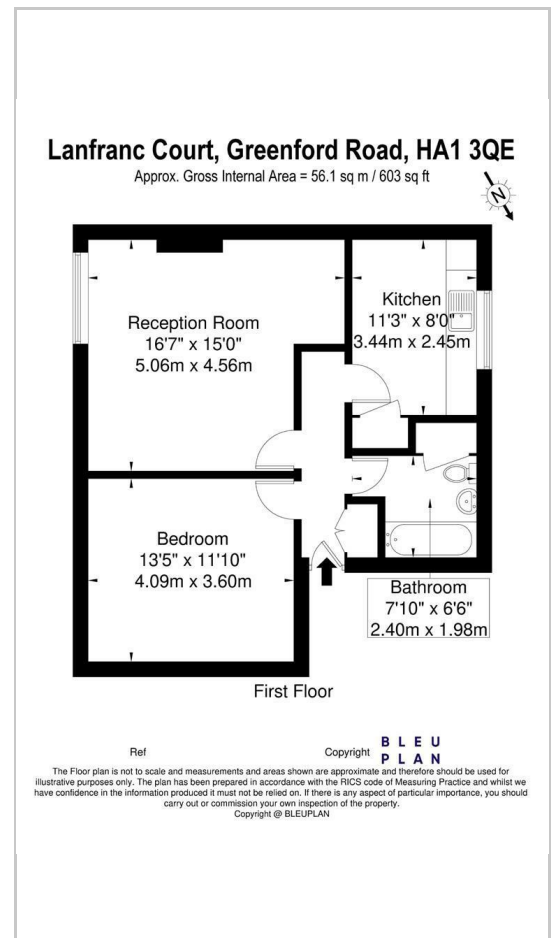 Lanfranc Court, Greenford Road, HA1 3QE
Approx. Gross Internal Area = 56.1 sq m / 603 sq ft
N
Reception Room
16'7" x 15'0"
5.06m x 4.56m
Kitchen
11'3" x 8'0"
3.44m x 2.45m
Bedroom
13'5" x 11'10"
4.09m x 3.60m
Bathroom
7'10" x 6'6"
2.40m x 1.98m
First Floor
Ref
Copyright
BLEU
PLAN
The Floor plan is not to scale and measurements and areas shown are approximate and therefore should be used for
illustrative purposes only. The plan has been prepared in accordance with the RICS code of Measuring Practice and whilst we
have confidence in the information produced it must not be relied on. If there is any aspect of particular importance, you should
carry out or commission your own inspection of the property.
Copyright @ BLEUPLAN